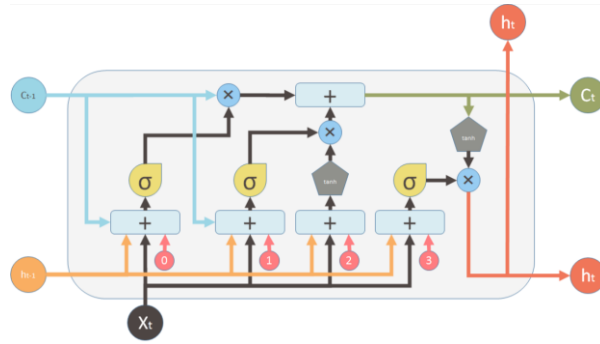 hₜ
Cₜ₋₁
×
+
Cₜ
tanh
×
σ
σ
tanh
σ
×
+
+
+
+
hₜ₋₁
0
1
2
3
hₜ
Xₜ